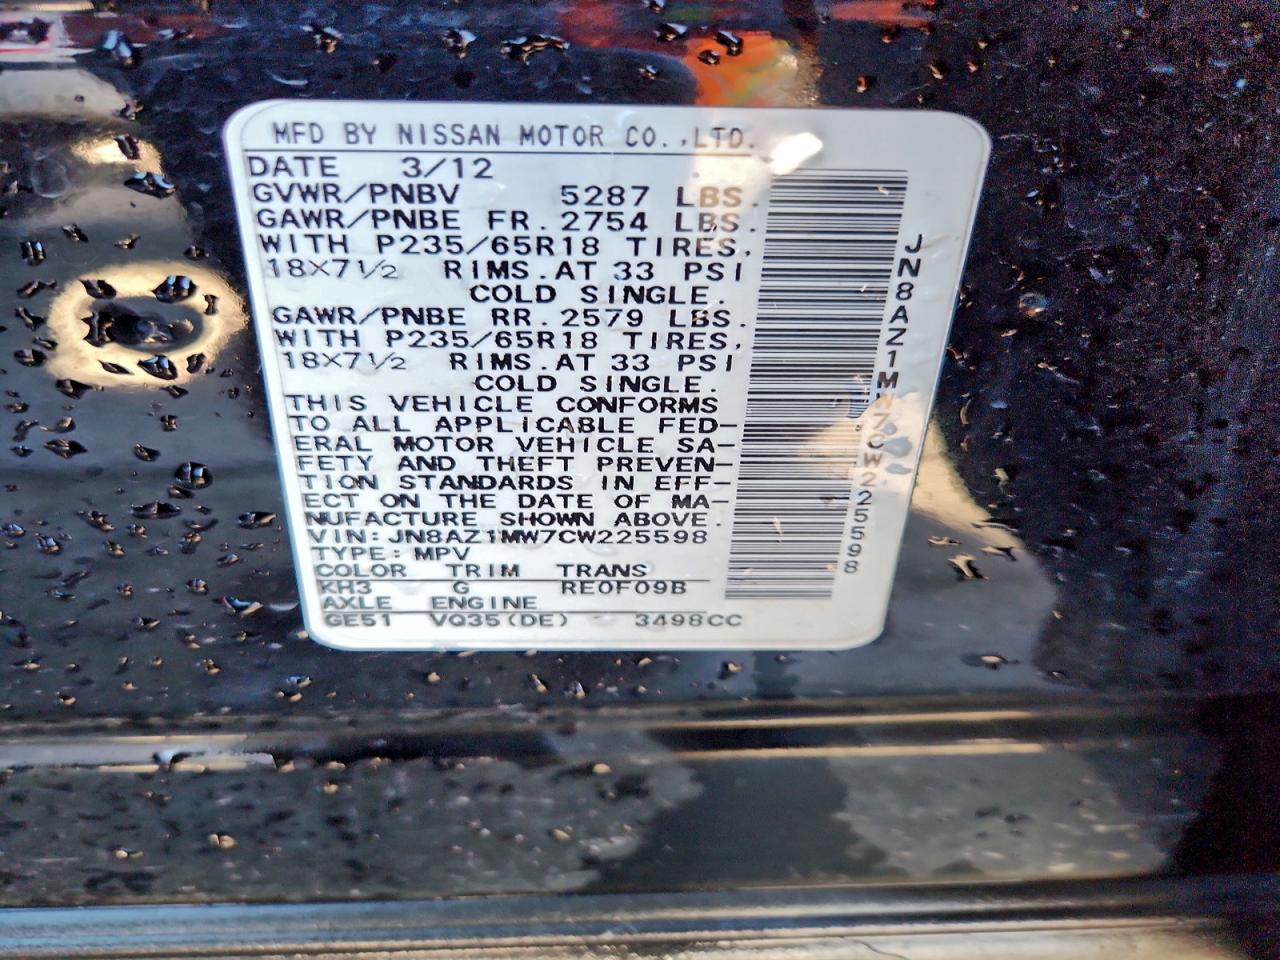 MFD BY NISSAN MOTOR CO.,LTD.
DATE 3/12
GVWR/PNBV 5287 LBS.
GAWR/PNBE FR.2754 LBS.
WITH P235/65R18 TIRES,
18X7½ RIMS.AT 33 PSI
COLD SINGLE.
GAWR/PNBE RR.2579 LBS.
WITH P235/65R18 TIRES,
18X7½ RIMS.AT 33 PSI
COLD SINGLE.
THIS VEHICLE CONFORMS
TO ALL APPLICABLE FED-
ERAL MOTOR VEHICLE SA-
FETY AND THEFT PREVEN-
TION STANDARDS IN EFF-
ECT ON THE DATE OF MA-
NUFACTURE SHOWN ABOVE.
VIN:JN8AZ1MW7CW225598
TYPE:MPV
COLOR TRIM TRANS
KH3 G RE0F09B
AXLE ENGINE
GE51 VQ35(DE) 3498CC
JN8AZ1MW7CW225598